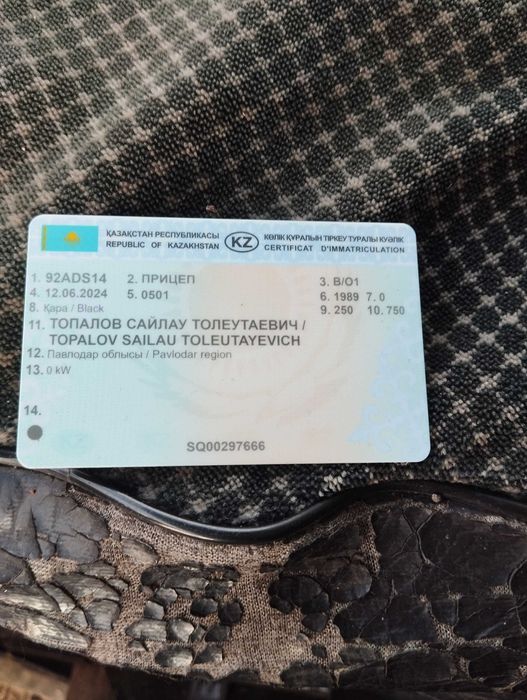 ҚАЗАҚСТАН РЕСПУБЛИКАСЫ
REPUBLIC OF KAZAKHSTAN
KZ
КӨЛІК ҚҰРАЛЫН ТІРКЕУ ТУРАЛЫ КУӘЛІК
CERTIFICAT D'IMMATRICULATION
1. 92ADS14 2. ПРИЦЕП 3. B/O1
4. 12.06.2024 5. 0501 6. 1989 7. 0
8. Қара / Black 9. 250 10. 750
11. ТОПАЛОВ САЙЛАУ ТОЛЕУТАЕВИЧ /
TOPALOV SAILAU TOLEUTAYEVICH
12. Павлодар облысы / Pavlodar region
13. 0 kW
14.
SQ00297666